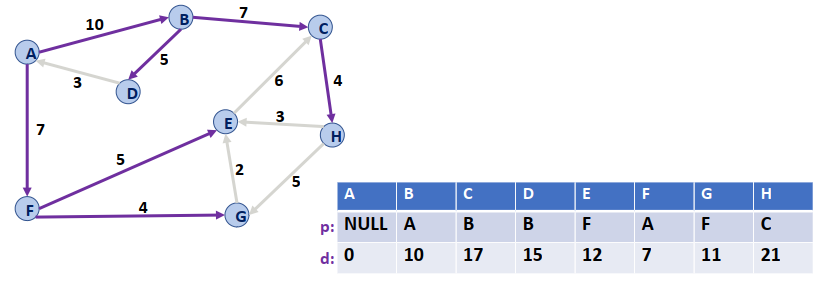 B
7
C
10
A
5
3
D
6
4
E
3
H
7
5
2
5
F
4
G
A B C D E F G H
p: NULL A B B F A F C
d: 0 10 17 15 12 7 11 21